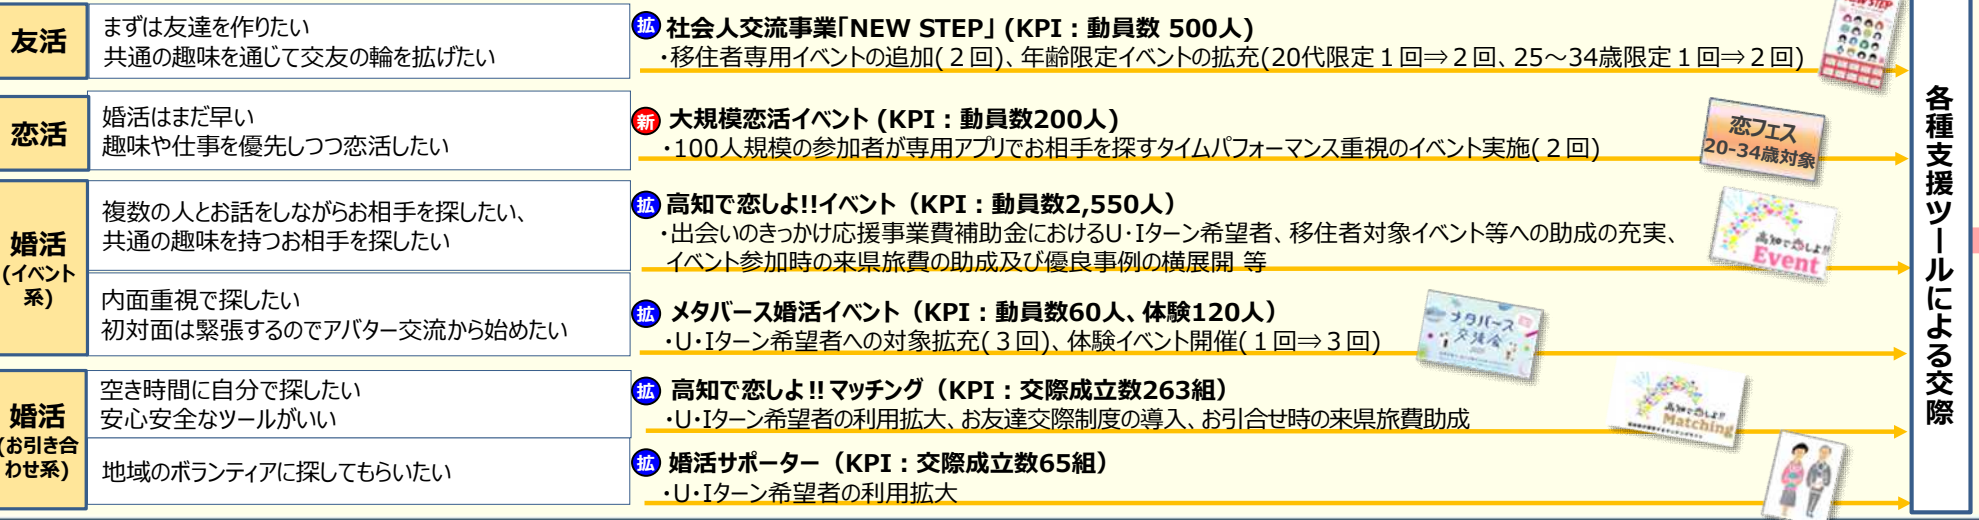 友活
まずは友達を作りたい
共通の趣味を通じて交友の輪を拡げたい
拡 社会人交流事業「NEW STEP」 (KPI：動員数 500人)
・移住者専用イベントの追加(２回)、年齢限定イベントの拡充(20代限定１回⇒２回、25～34歳限定１回⇒２回)
NEW STEP
恋活
婚活はまだ早い
趣味や仕事を優先しつつ恋活したい
新 大規模恋活イベント (KPI：動員数200人)
・100人規模の参加者が専用アプリでお相手を探すタイムパフォーマンス重視のイベント実施(２回)
恋フェス
20-34歳対象
婚活
(イベント
系)
複数の人とお話をしながらお相手を探したい、
共通の趣味を持つお相手を探したい
拡 高知で恋しよ!!イベント（KPI：動員数2,550人）
・出会いのきっかけ応援事業費補助金におけるU・Iターン希望者、移住者対象イベント等への助成の充実、
イベント参加時の来県旅費の助成及び優良事例の横展開 等
高知で恋しよ!!
Event
内面重視で探したい
初対面は緊張するのでアバター交流から始めたい
拡 メタバース婚活イベント（KPI：動員数60人、体験120人）
・U・Iターン希望者への対象拡充(３回)、体験イベント開催(１回⇒３回)
メタバース
交流会
婚活
(お引き合
わせ系)
空き時間に自分で探したい
安心安全なツールがいい
拡 高知で恋しよ!!マッチング（KPI：交際成立数263組）
・U・Iターン希望者の利用拡大、お友達交際制度の導入、お引合せ時の来県旅費助成
高知で恋しよ!!
Matching
地域のボランティアに探してもらいたい
拡 婚活サポーター（KPI：交際成立数65組）
・U・Iターン希望者の利用拡大
各種支援ツールによる交際